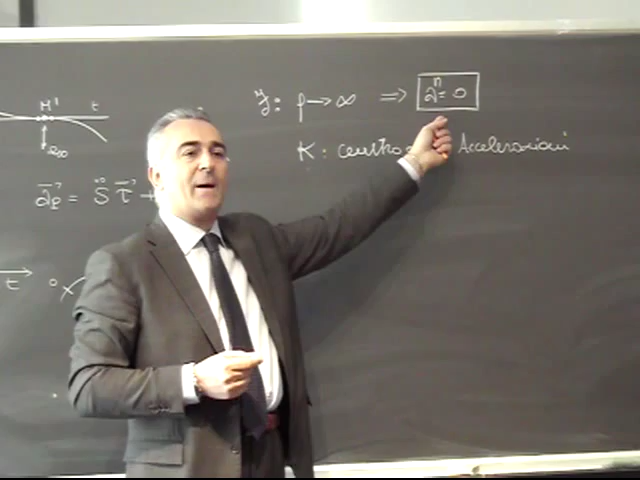 H' t
y: ρ → ∞ ⇒ aⁿ = 0
K: centro Accelerazioni
a⃗p = s̈ τ⃗ +
t